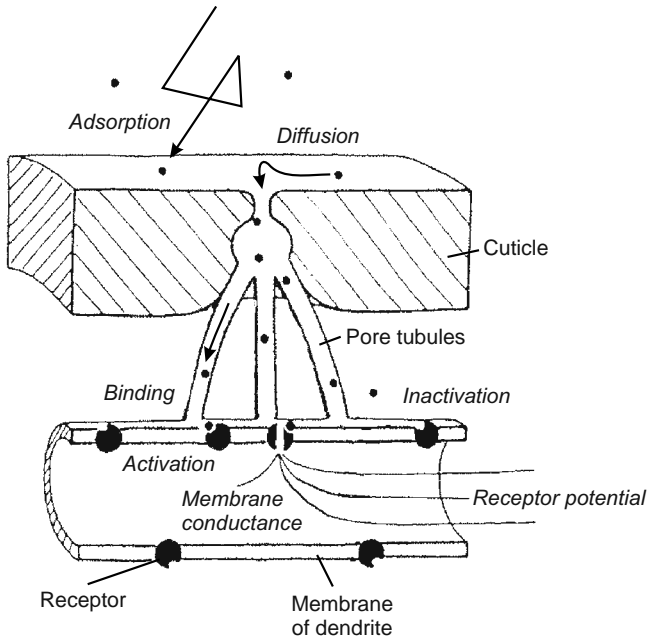 Adsorption
Diffusion
Cuticle
Pore tubules
Binding
Inactivation
Activation
Membrane
conductance
Receptor potential
Receptor
Membrane
of dendrite